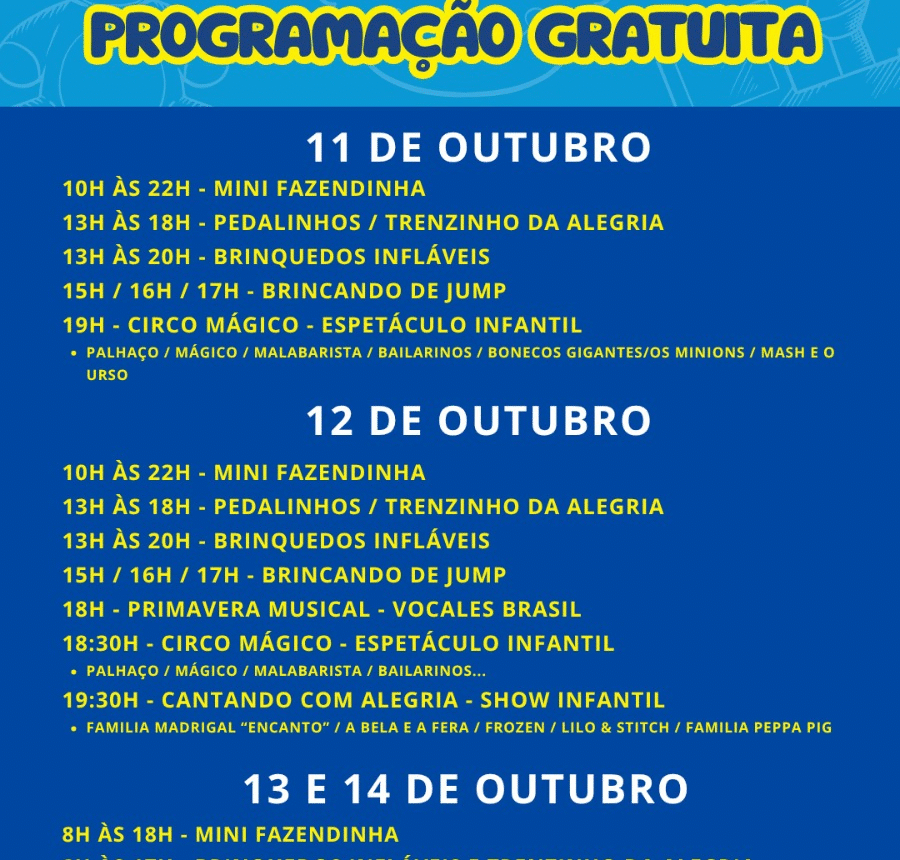 PROGRAMAÇÃO GRATUITA
11 DE OUTUBRO
10H ÀS 22H - MINI FAZENDINHA
13H ÀS 18H - PEDALINHOS / TRENZINHO DA ALEGRIA
13H ÀS 20H - BRINQUEDOS INFLÁVEIS
15H / 16H / 17H - BRINCANDO DE JUMP
19H - CIRCO MÁGICO - ESPETÁCULO INFANTIL
• PALHAÇO / MÁGICO / MALABARISTA / BAILARINOS / BONECOS GIGANTES/OS MINIONS / MASH E O
URSO
12 DE OUTUBRO
10H ÀS 22H - MINI FAZENDINHA
13H ÀS 18H - PEDALINHOS / TRENZINHO DA ALEGRIA
13H ÀS 20H - BRINQUEDOS INFLÁVEIS
15H / 16H / 17H - BRINCANDO DE JUMP
18H - PRIMAVERA MUSICAL - VOCALES BRASIL
18:30H - CIRCO MÁGICO - ESPETÁCULO INFANTIL
• PALHAÇO / MÁGICO / MALABARISTA / BAILARINOS...
19:30H - CANTANDO COM ALEGRIA - SHOW INFANTIL
• FAMILIA MADRIGAL “ENCANTO” / A BELA E A FERA / FROZEN / LILO & STITCH / FAMILIA PEPPA PIG
13 E 14 DE OUTUBRO
8H ÀS 18H - MINI FAZENDINHA